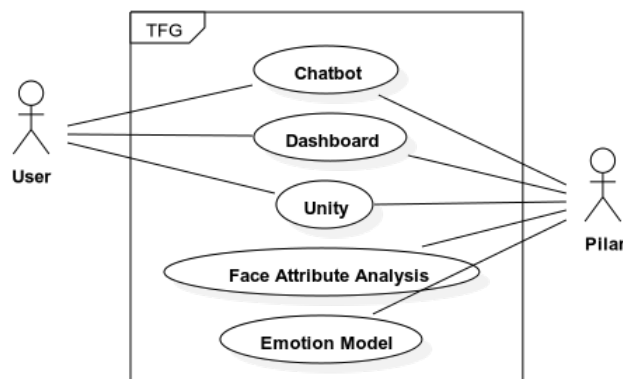 TFG
Chatbot
Dashboard
User
Unity
Pilar
Face Attribute Analysis
Emotion Model